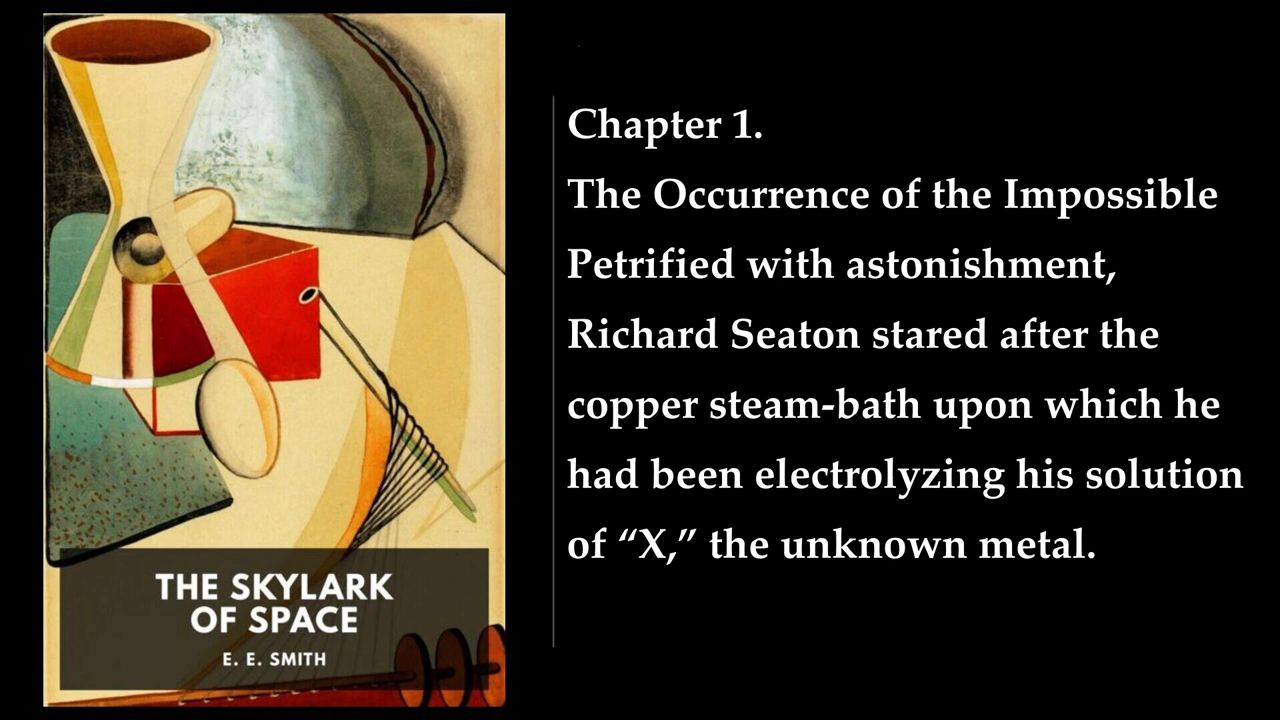 THE SKYLARK
OF SPACE
E. E. SMITH
Chapter 1.
The Occurrence of the Impossible
Petrified with astonishment,
Richard Seaton stared after the
copper steam-bath upon which he
had been electrolyzing his solution
of “X,” the unknown metal.